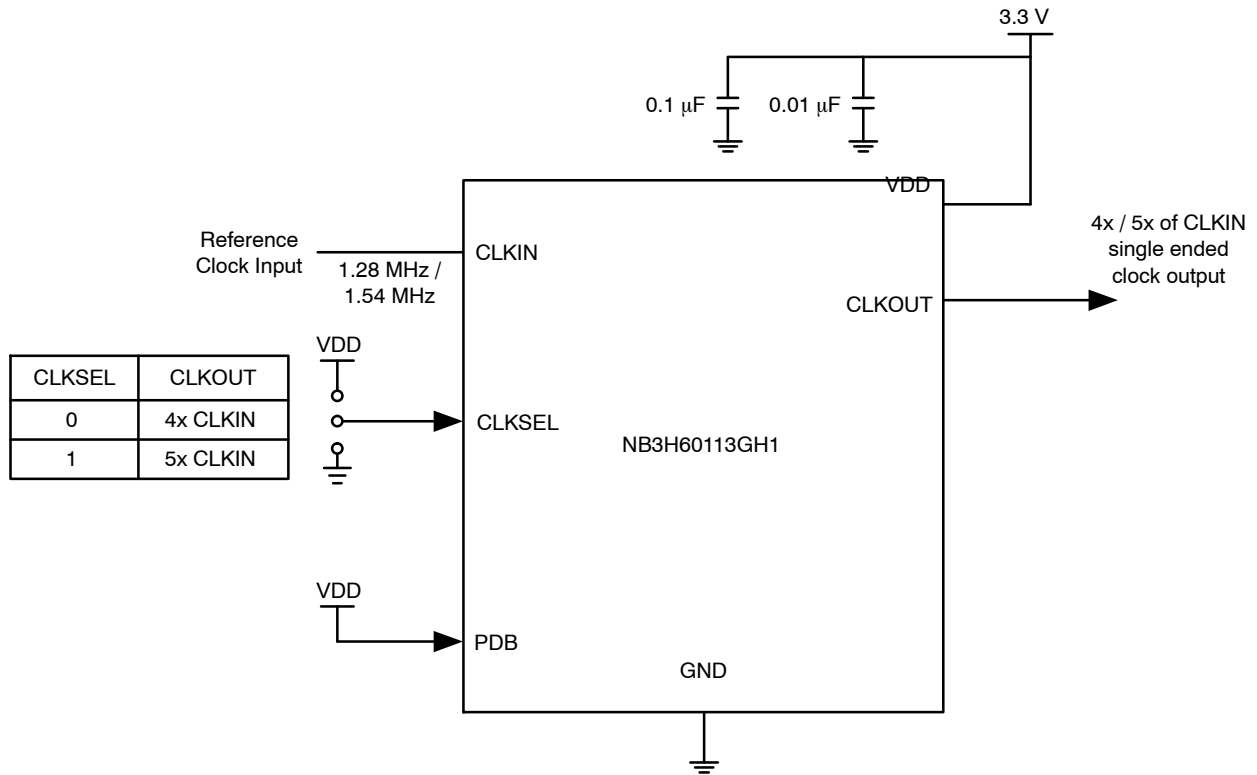 3.3 V
0.1 μF
0.01 μF
VDD
Reference
Clock Input
1.28 MHz /
1.54 MHz
CLKIN
4x / 5x of CLKIN
single ended
clock output
CLKOUT
VDD
CLKSEL CLKOUT
0 4x CLKIN
1 5x CLKIN
CLKSEL
NB3H60113GH1
VDD
PDB
GND